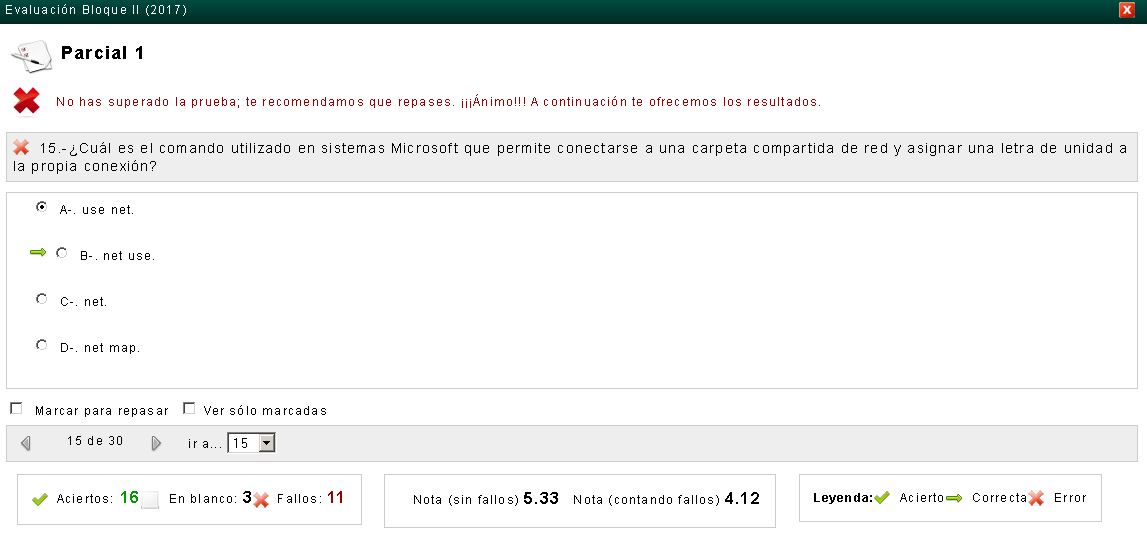 Evaluación Bloque II (2017)
Parcial 1
No has superado la prueba; te recomendamos que repases. ¡¡¡Ánimo!!! A continuación te ofrecemos los resultados.
15.-¿Cuál es el comando utilizado en sistemas Microsoft que permite conectarse a una carpeta compartida de red y asignar una letra de unidad a
la propia conexión?
A-. use net.
B-. net use.
C-. net.
D-. net map.
Marcar para repasar Ver sólo marcadas
15 de 30 ir a... 15
Aciertos: 16 En blanco: 3 Fallos: 11 Nota (sin fallos) 5.33 Nota (contando fallos) 4.12 Leyenda: Acierto Correcta Error